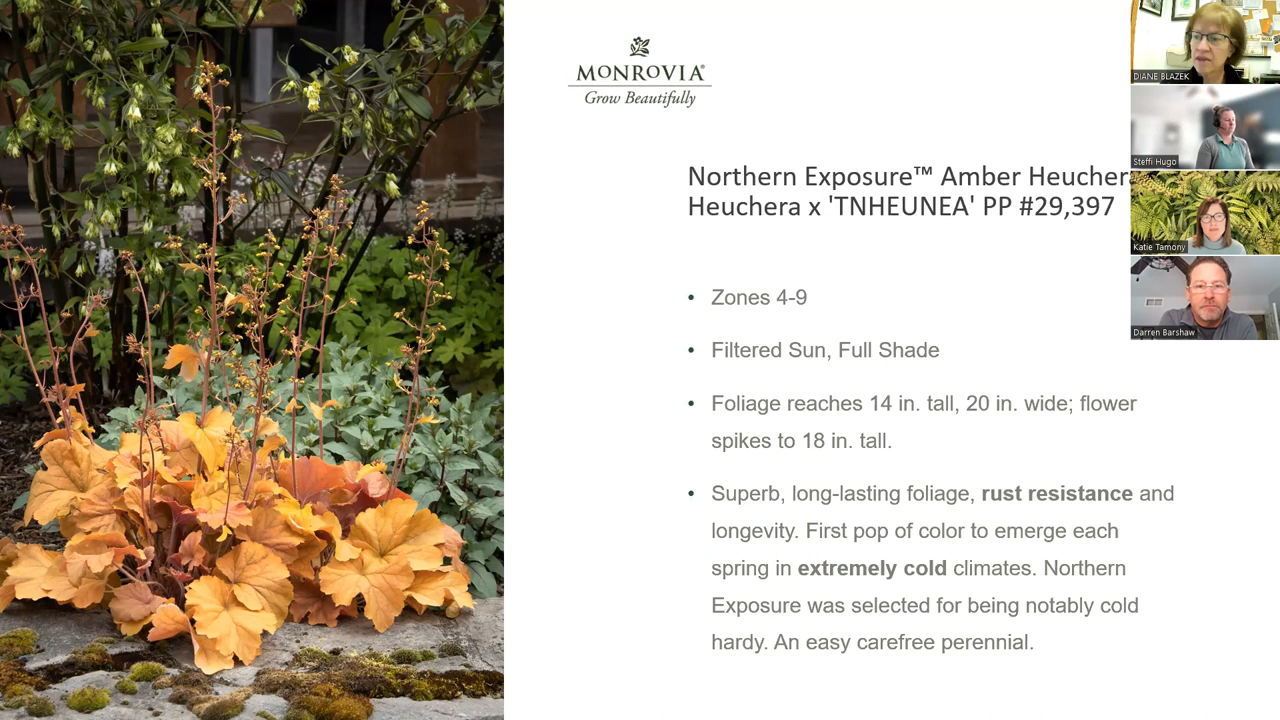 MONROVIA®
Grow Beautifully
Northern Exposure™ Amber Heucher
Heuchera x 'TNHEUNEA' PP #29,397
• Zones 4-9
• Filtered Sun, Full Shade
• Foliage reaches 14 in. tall, 20 in. wide; flower
spikes to 18 in. tall.
• Superb, long-lasting foliage, rust resistance and
longevity. First pop of color to emerge each
spring in extremely cold climates. Northern
Exposure was selected for being notably cold
hardy. An easy carefree perennial.
DIANE BLAZEK
Steffi Hugo
Katie Tamony
Darren Barshaw